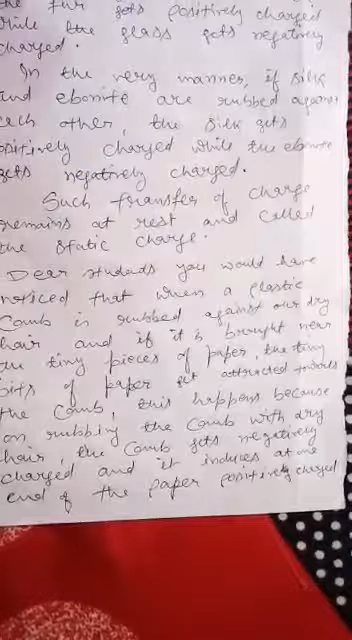 the fur gets positively charged
while the glass gets negatively
charged.
In the very manner, if silk
and ebonite are rubbed against
each other, the silk gets
positively charged while the ebonite
gets negatively charged.
Such transfer of charge
remains at rest and called
the static charge.
Dear students you would have
noticed that when a plastic
Comb is rubbed against our dry
hair and if it is brought near
tiny pieces of paper, the tiny
bits of paper get attracted towards
the Comb, this happens because
on rubbing the Comb with dry
hair, the Comb gets negatively
charged and it induces at one
end of the paper positively charged